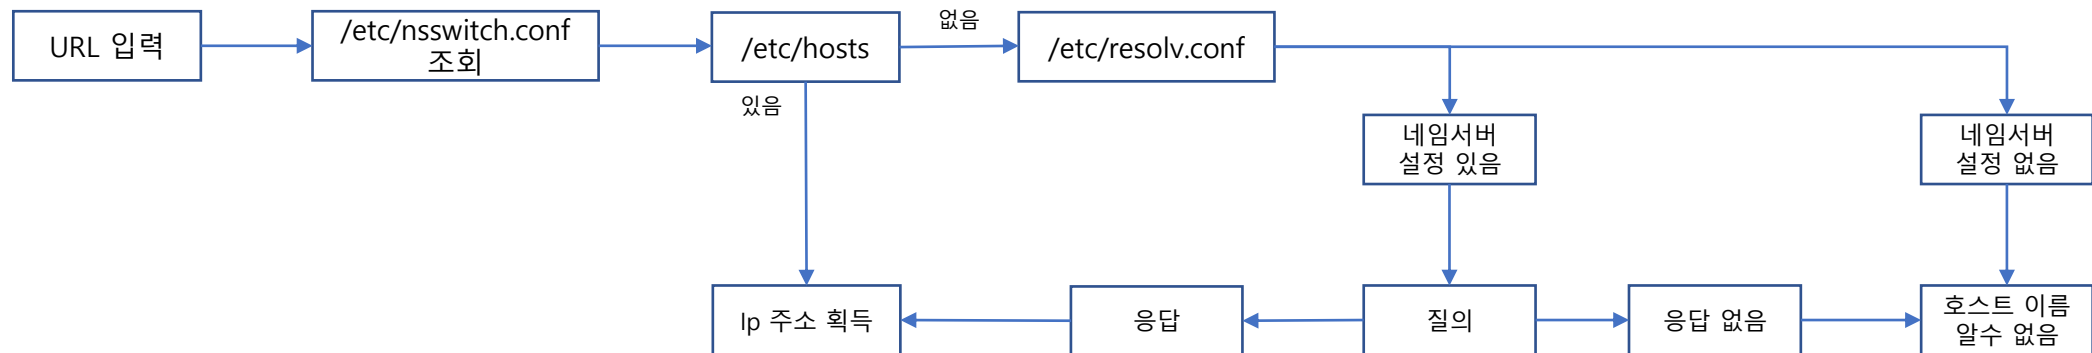 URL 입력
/etc/nsswitch.conf
조회
/etc/hosts
없음
/etc/resolv.conf
있음
네임서버
설정 있음
네임서버
설정 없음
Ip 주소 획득
응답
질의
응답 없음
호스트 이름
알수 없음